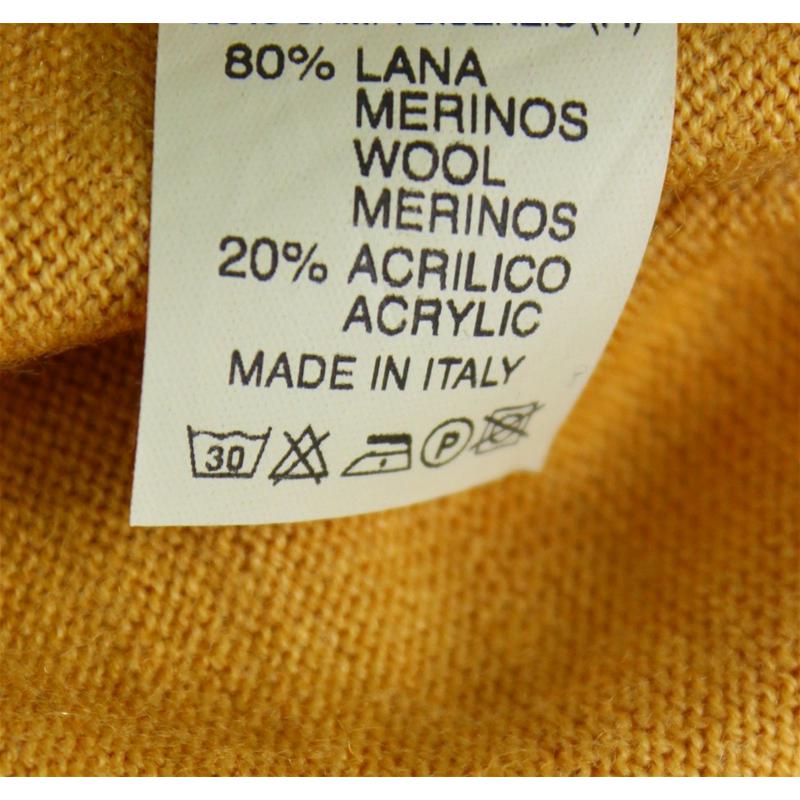 80% LANA
MERINOS
WOOL
MERINOS
20% ACRILICO
ACRYLIC
MADE IN ITALY
30 P